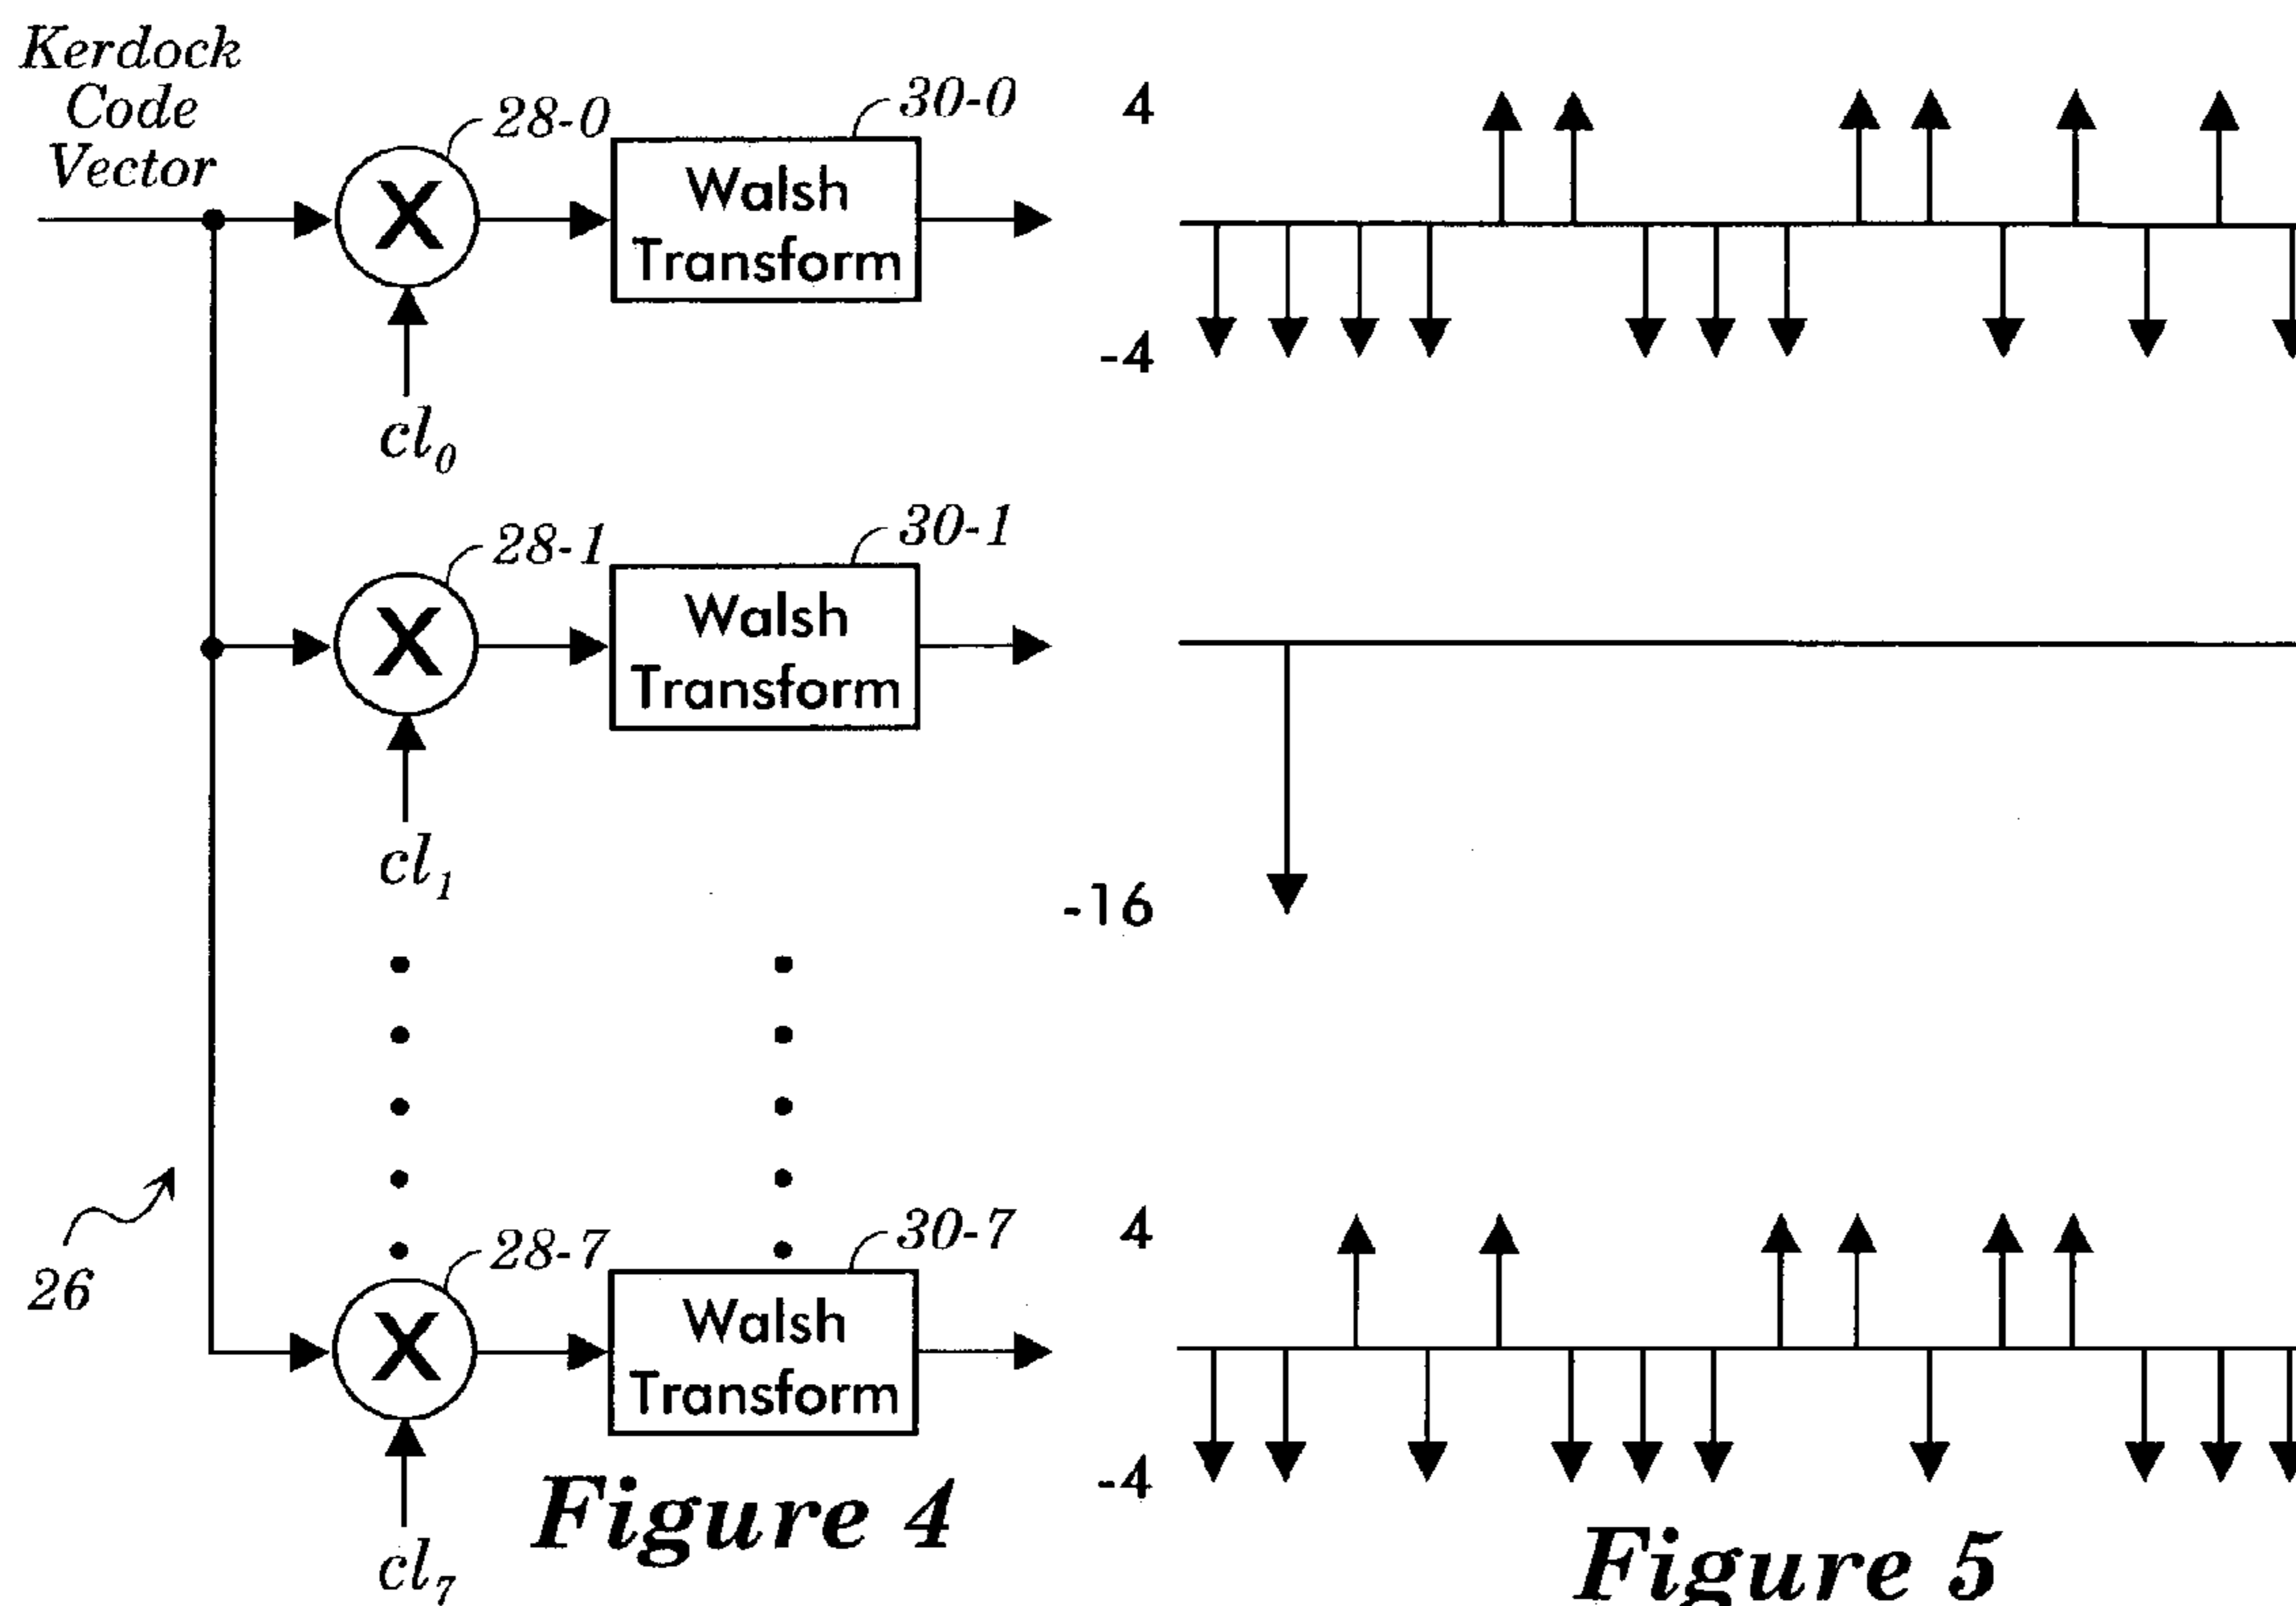 Kerdock
Code
Vector
28-0
30-0
Walsh
Transform
cl0
4
-4
28-1
30-1
Walsh
Transform
cl1
-16
26
28-7
30-7
Walsh
Transform
cl7
4
-4
Figure 4
Figure 5